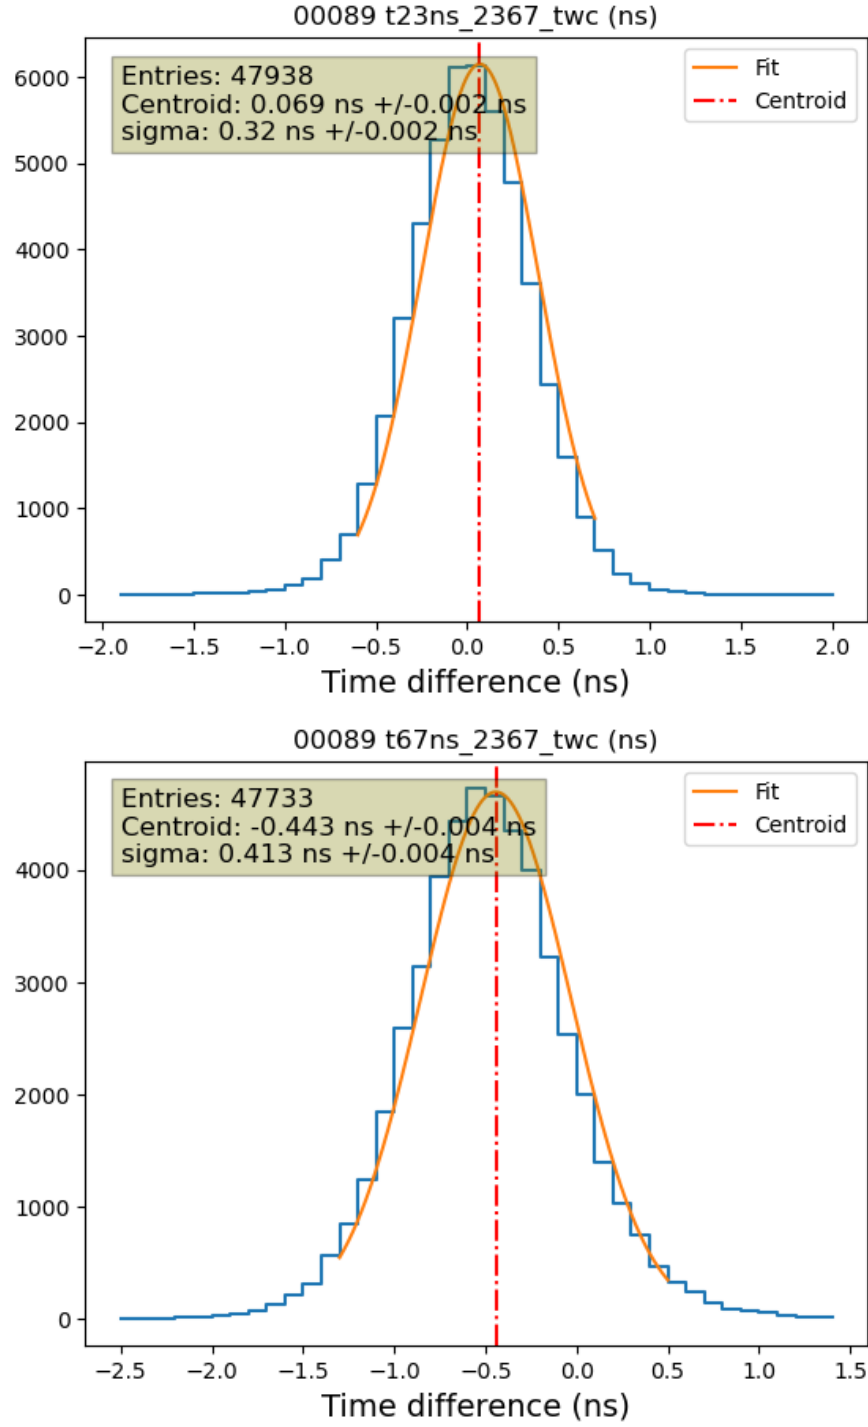 00089 t23ns_2367_twc (ns)
Entries: 47938
Centroid: 0.069 ns +/-0.002 ns
sigma: 0.32 ns +/-0.002 ns
Fit
Centroid
6000
5000
4000
3000
2000
1000
0
−2.0 −1.5 −1.0 −0.5 0.0 0.5 1.0 1.5 2.0
Time difference (ns)
00089 t67ns_2367_twc (ns)
Entries: 47733
Centroid: -0.443 ns +/-0.004 ns
sigma: 0.413 ns +/-0.004 ns
Fit
Centroid
4000
3000
2000
1000
0
−2.5 −2.0 −1.5 −1.0 −0.5 0.0 0.5 1.0 1.5
Time difference (ns)